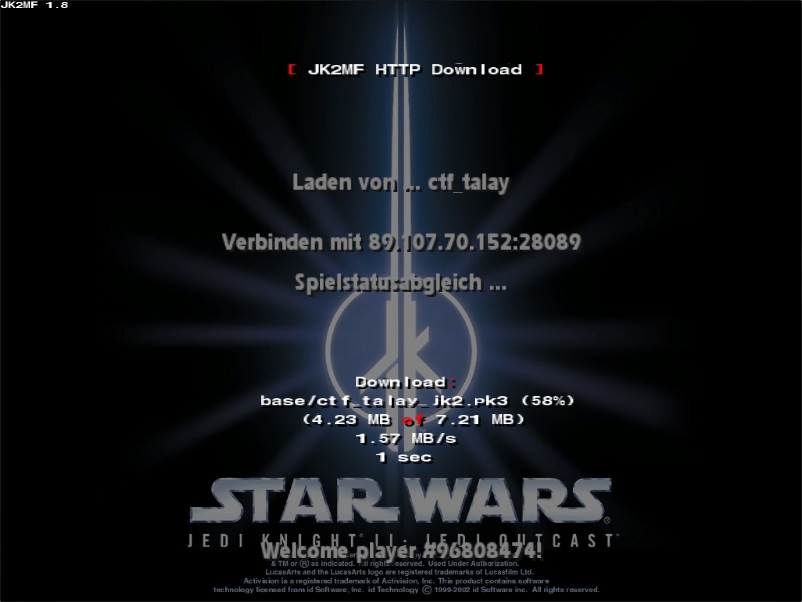 JK2MF 1.8
[ JK2MF HTTP Download ]
Laden von ... ctf_talay
Verbinden mit 89.107.70.152:28089
Spielstatusabgleich ...
Download:
base/ctf_talay_jk2.pk3 (58%)
(4.23 MB of 7.21 MB)
1.57 MB/s
1 sec
STAR WARS
JEDI KNIGHT II: JEDI OUTCAST™
Welcome player #96808474!
& TM or ® as indicated. All rights reserved. Used Under Authorization.
LucasArts and the LucasArts logo are registered trademarks of Lucasfilm Ltd.
Activision is a registered trademark of Activision, Inc. This product contains software
technology licensed from id Software, Inc. id Technology © 1999-2002 id Software Inc. All rights reserved.